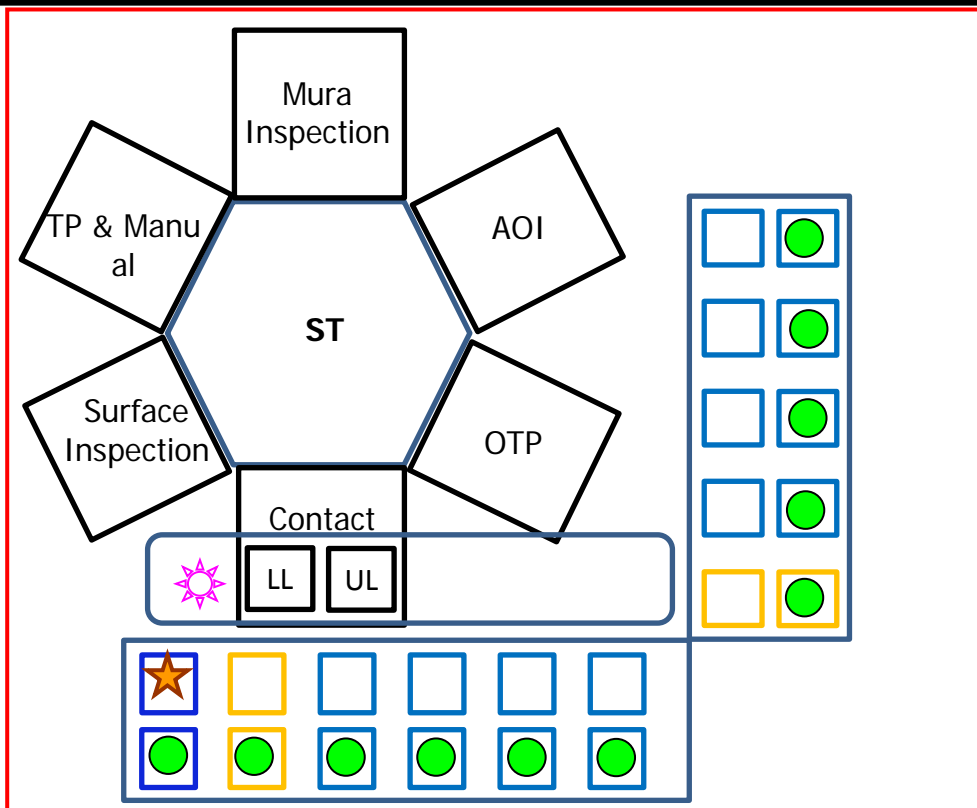 Mura
Inspection
TP & Manu
al
AOI
ST
Surface
Inspection
OTP
Contact
LL
UL